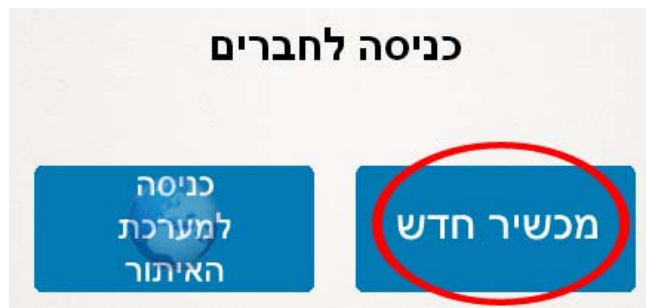 כניסה לחברים
מכשיר חדש
כניסה
למערכת
האיתור